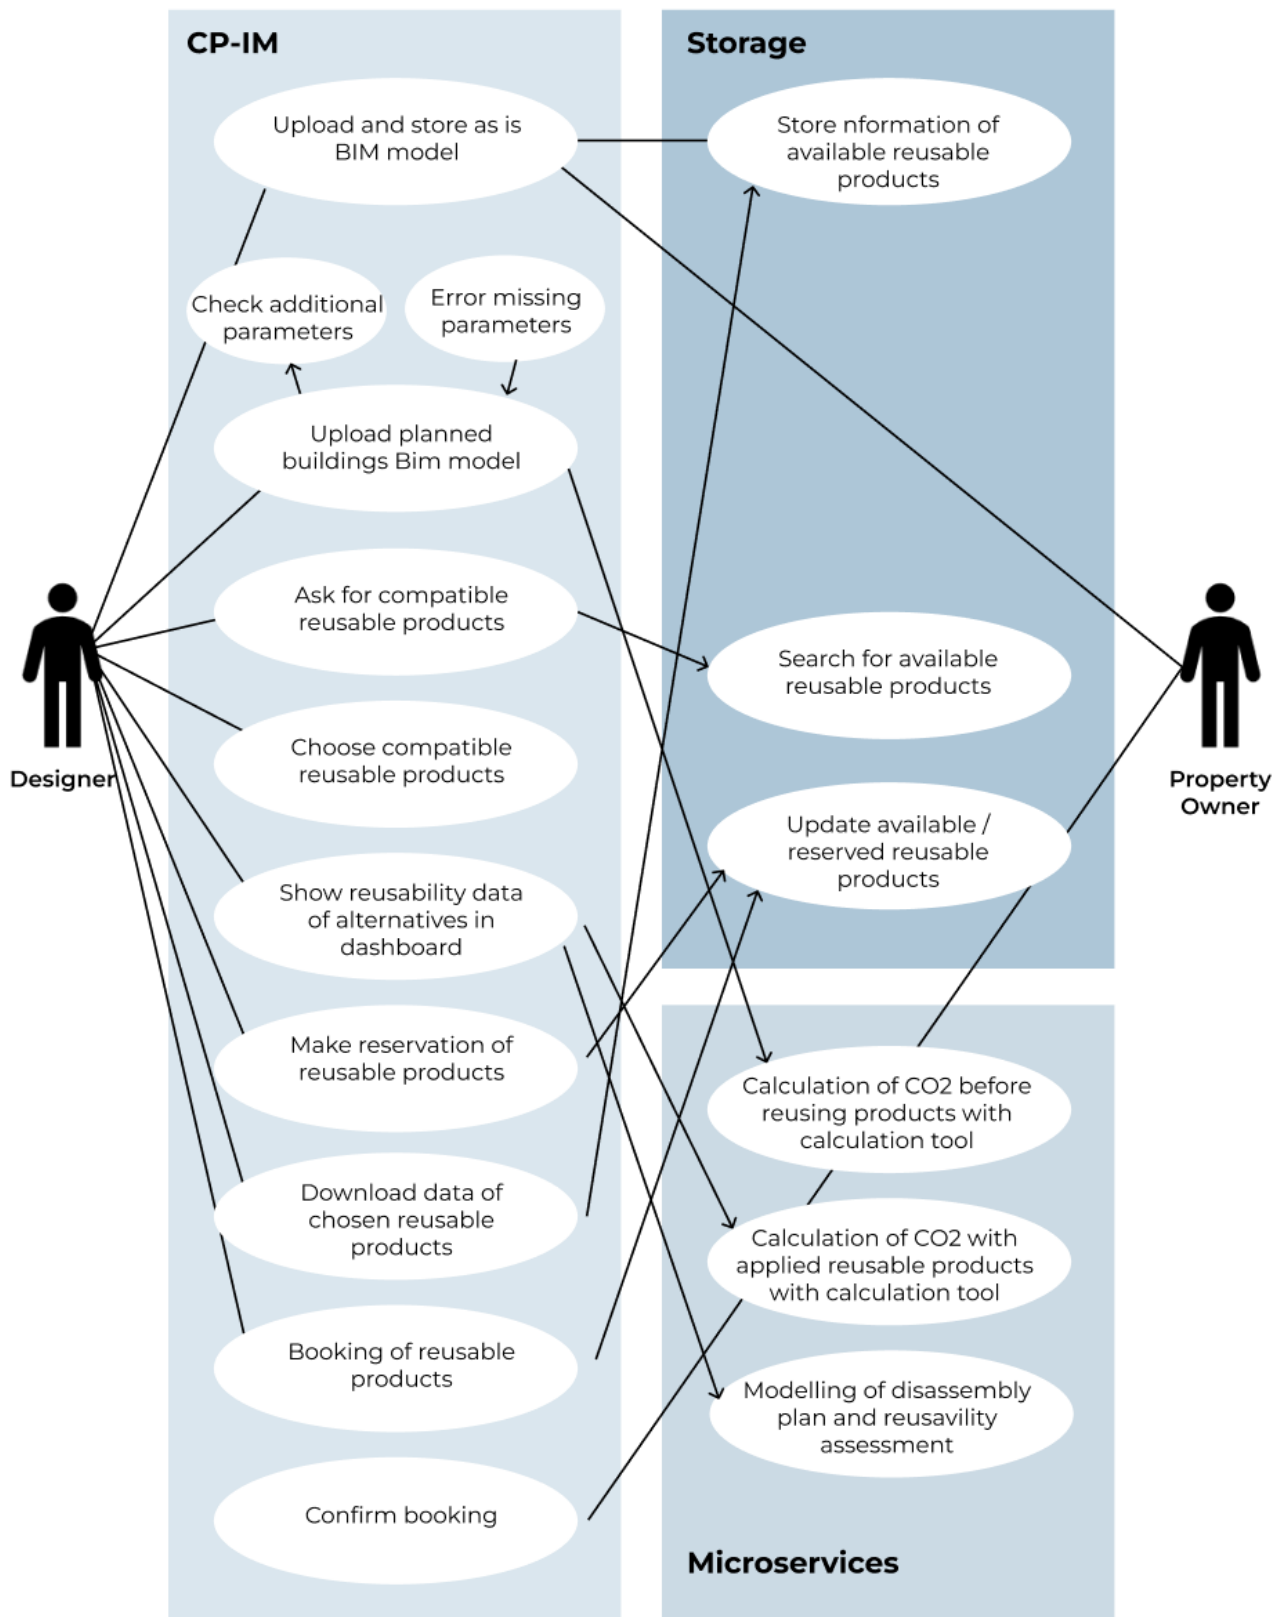 CP-IM
Upload and store as is
BIM model
Check additional
parameters
Error missing
parameters
Upload planned
buildings Bim model
Ask for compatible
reusable products
Choose compatible
reusable products
Show reusability data
of alternatives in
dashboard
Make reservation of
reusable products
Download data of
chosen reusable
products
Booking of reusable
products
Confirm booking
Storage
Store nformation of
available reusable
products
Search for available
reusable products
Update available /
reserved reusable
products
Calculation of CO2 before
reusing products with
calculation tool
Calculation of CO2 with
applied reusable products
with calculation tool
Modelling of disassembly
plan and reusavility
assessment
Microservices
Designer
Property
Owner